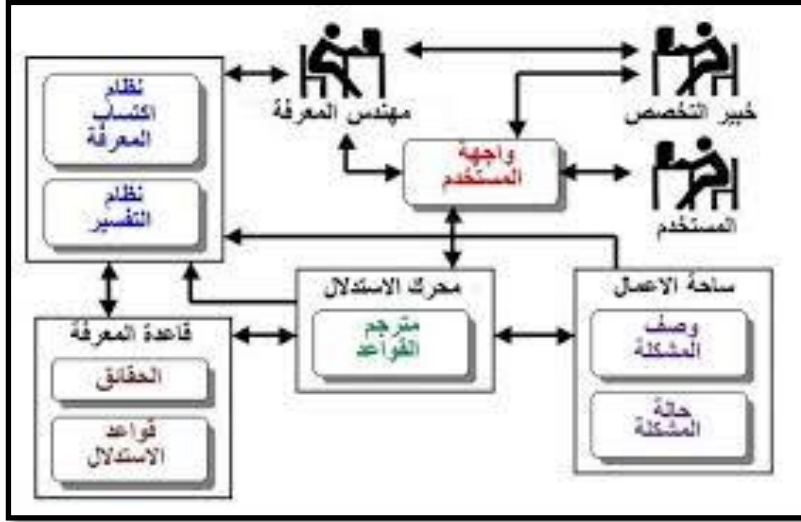 نظام
اكتساب
المعرفة
نظام
التفسير
مهندس المعرفة
خبير التخصص
واجهة
المستخدم
المستخدم
محرك الاستدلال
مترجم
القواعد
ساحة الاعمال
وصف
المشكلة
حالة
المشكلة
قاعدة المعرفة
الحقائق
قواعد
الاستدلال